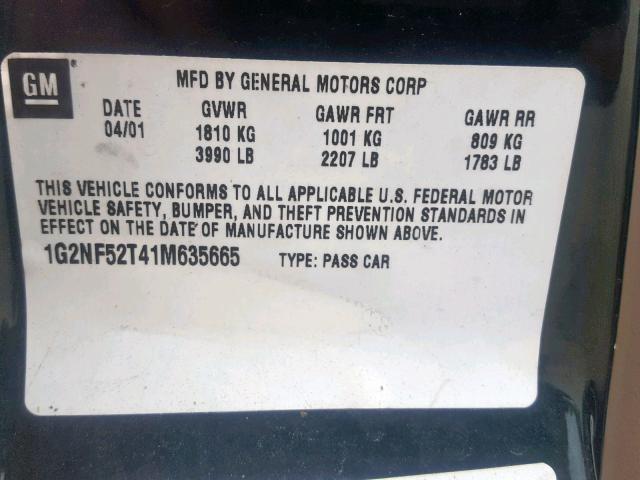 GM
MFD BY GENERAL MOTORS CORP
DATE GVWR GAWR FRT GAWR RR
04/01 1810 KG 1001 KG 809 KG
3990 LB 2207 LB 1783 LB
THIS VEHICLE CONFORMS TO ALL APPLICABLE U.S. FEDERAL MOTOR
VEHICLE SAFETY, BUMPER, AND THEFT PREVENTION STANDARDS IN
EFFECT ON THE DATE OF MANUFACTURE SHOWN ABOVE.
1G2NF52T41M635665 TYPE: PASS CAR